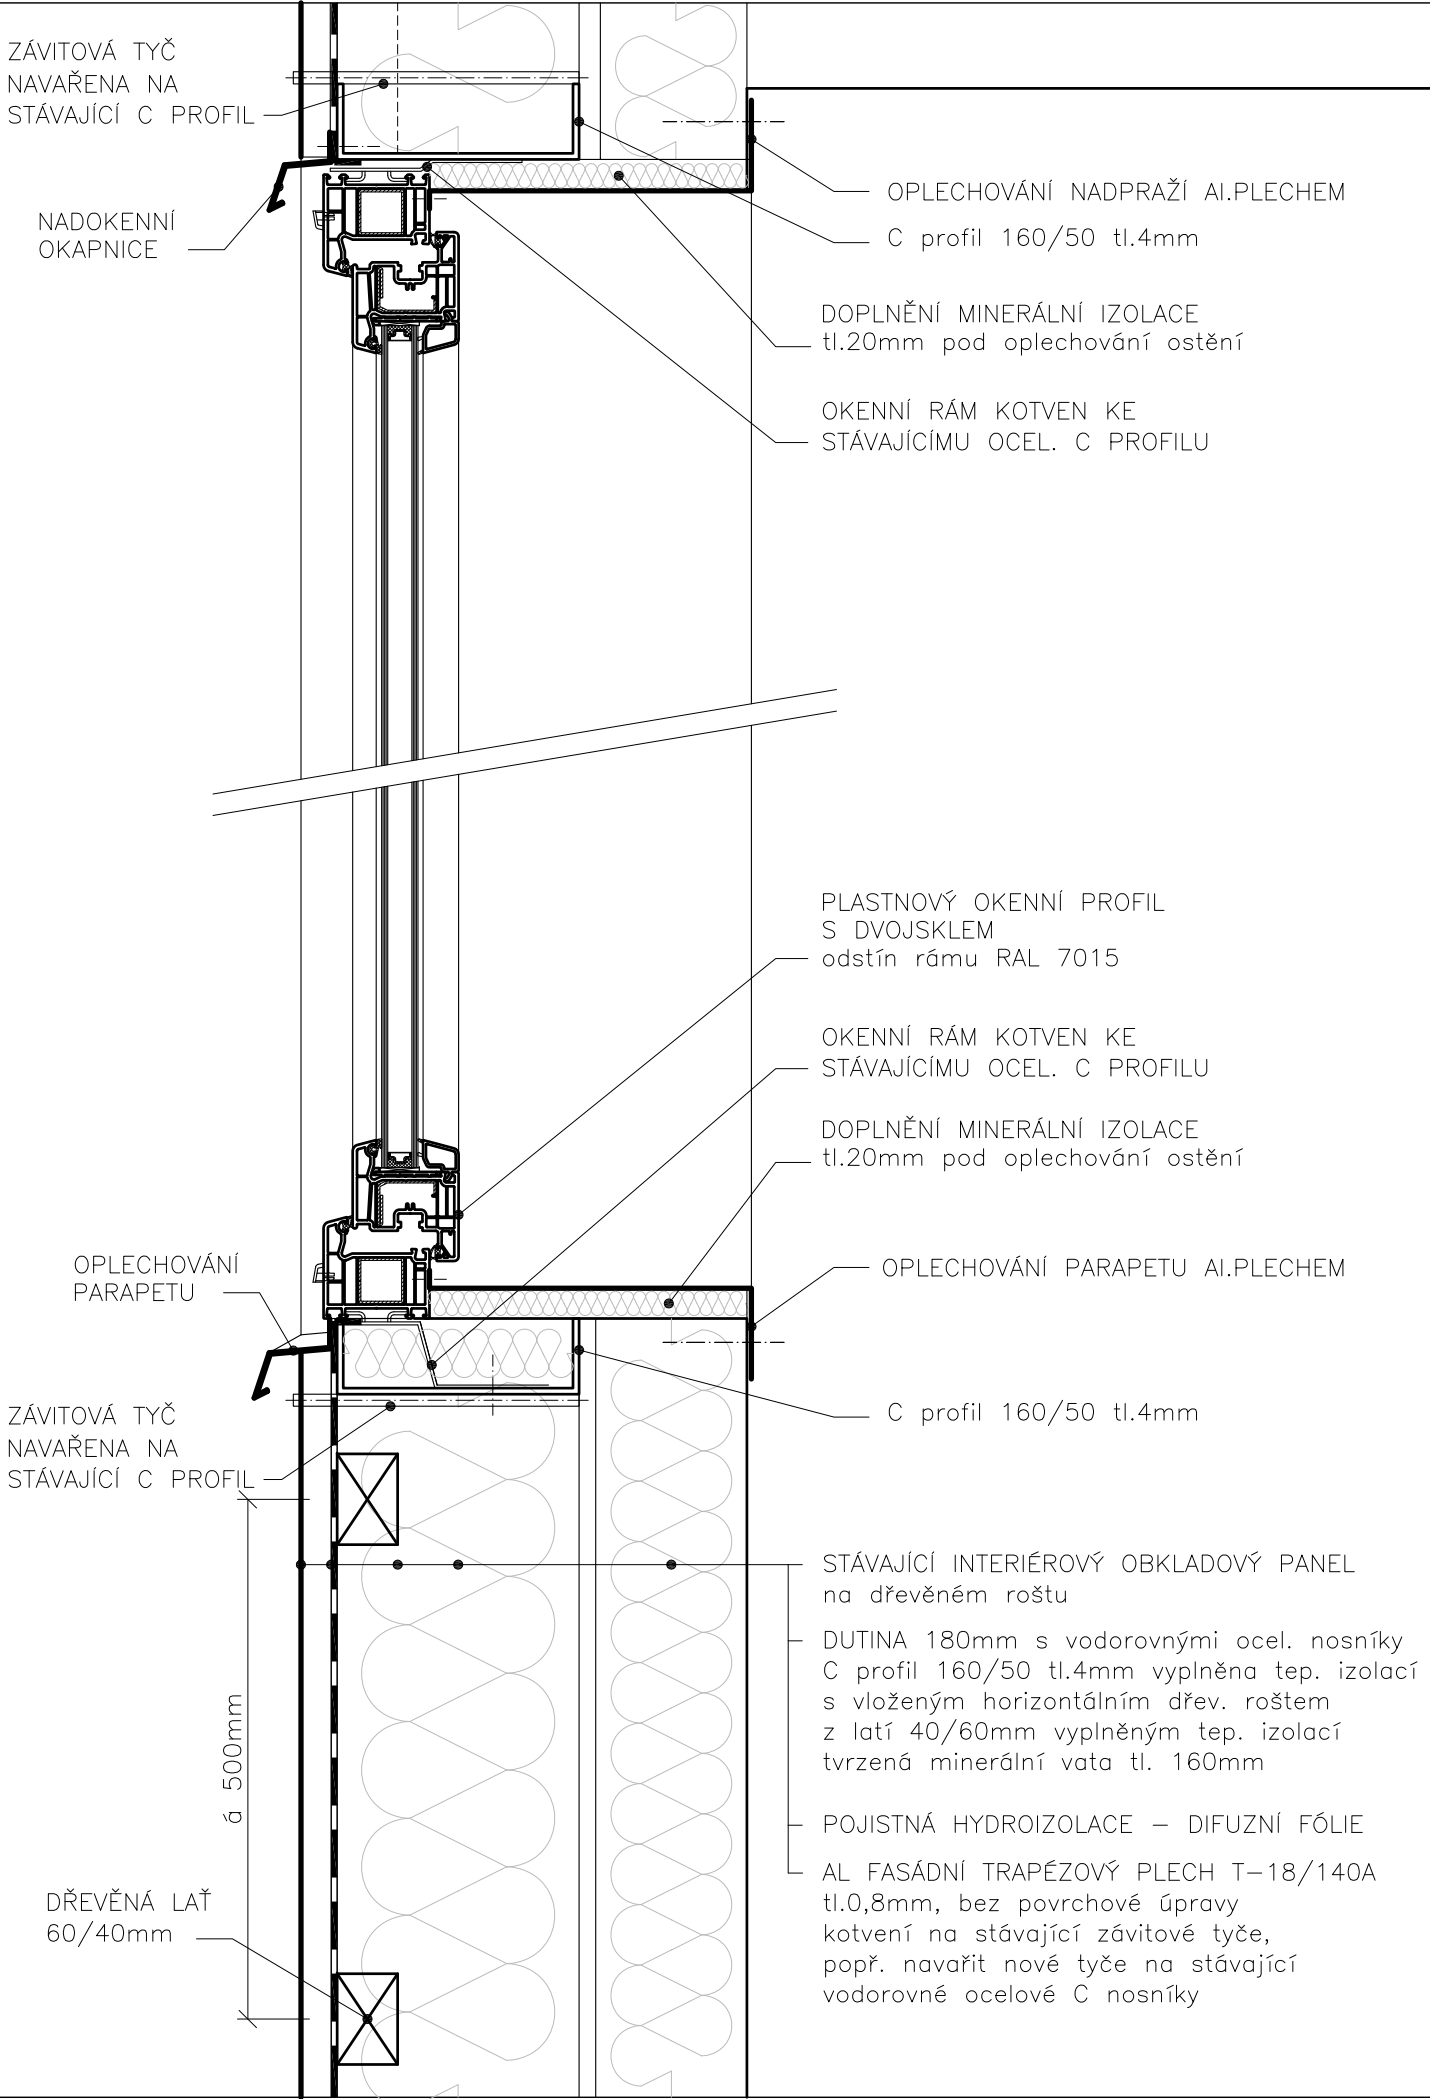 ZÁVITOVÁ TYČ
NAVAŘENA NA
STÁVAJÍCÍ C PROFIL
NADOKENNÍ
OKAPNICE
OPLECHOVÁNÍ NADPRAŽÍ Al.PLECHEM
C profil 160/50 tl.4mm
DOPLNĚNÍ MINERÁLNÍ IZOLACE
tl.20mm pod oplechování ostění
OKENNÍ RÁM KOTVEN KE
STÁVAJÍCÍMU OCEL. C PROFILU
PLASTNOVÝ OKENNÍ PROFIL
S DVOJSKLEM
odstín rámu RAL 7015
OKENNÍ RÁM KOTVEN KE
STÁVAJÍCÍMU OCEL. C PROFILU
DOPLNĚNÍ MINERÁLNÍ IZOLACE
tl.20mm pod oplechování ostění
OPLECHOVÁNÍ
PARAPETU
OPLECHOVÁNÍ PARAPETU Al.PLECHEM
C profil 160/50 tl.4mm
ZÁVITOVÁ TYČ
NAVAŘENA NA
STÁVAJÍCÍ C PROFIL
á 500mm
DŘEVĚNÁ LAŤ
60/40mm
STÁVAJÍCÍ INTERIÉROVÝ OBKLADOVÝ PANEL
na dřevěném roštu
DUTINA 180mm s vodorovnými ocel. nosníky
C profil 160/50 tl.4mm vyplněna tep. izolací
s vloženým horizontálním dřev. roštem
z latí 40/60mm vyplněným tep. izolací
tvrzená minerální vata tl. 160mm
POJISTNÁ HYDROIZOLACE – DIFUZNÍ FÓLIE
AL FASÁDNÍ TRAPÉZOVÝ PLECH T–18/140A
tl.0,8mm, bez povrchové úpravy
kotvení na stávající závitové tyče,
popř. navařit nové tyče na stávající
vodorovné ocelové C nosníky